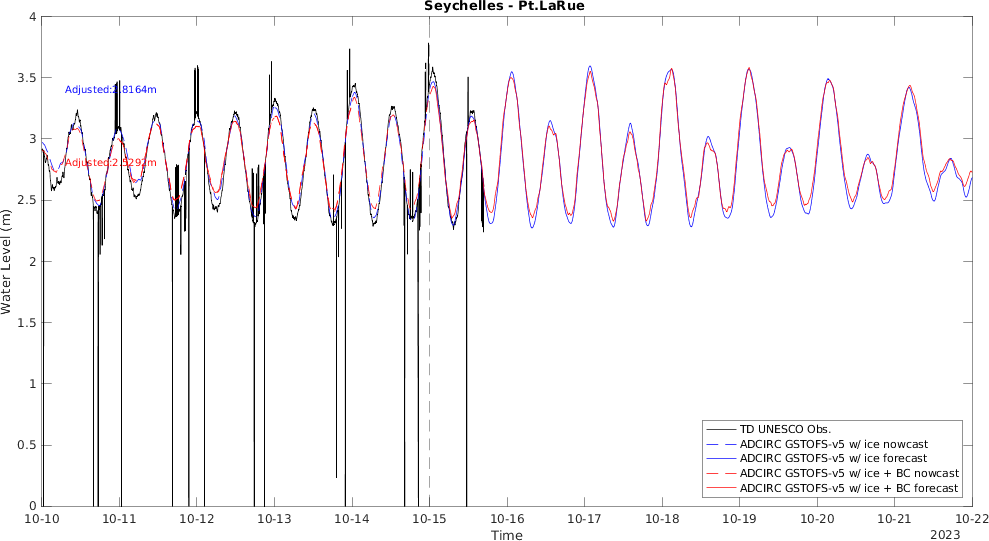 Seychelles - Pt.LaRue
4
3.5
3
2.5
2
1.5
1
0.5
0
Water Level (m)
Adjusted:2.8164m
Adjusted:2.5292m
TD UNESCO Obs.
ADCIRC GSTOFS-v5 w/ ice nowcast
ADCIRC GSTOFS-v5 w/ ice forecast
ADCIRC GSTOFS-v5 w/ ice + BC nowcast
ADCIRC GSTOFS-v5 w/ ice + BC forecast
10-10 10-11 10-12 10-13 10-14 10-15 10-16 10-17 10-18 10-19 10-20 10-21 10-22
Time
2023